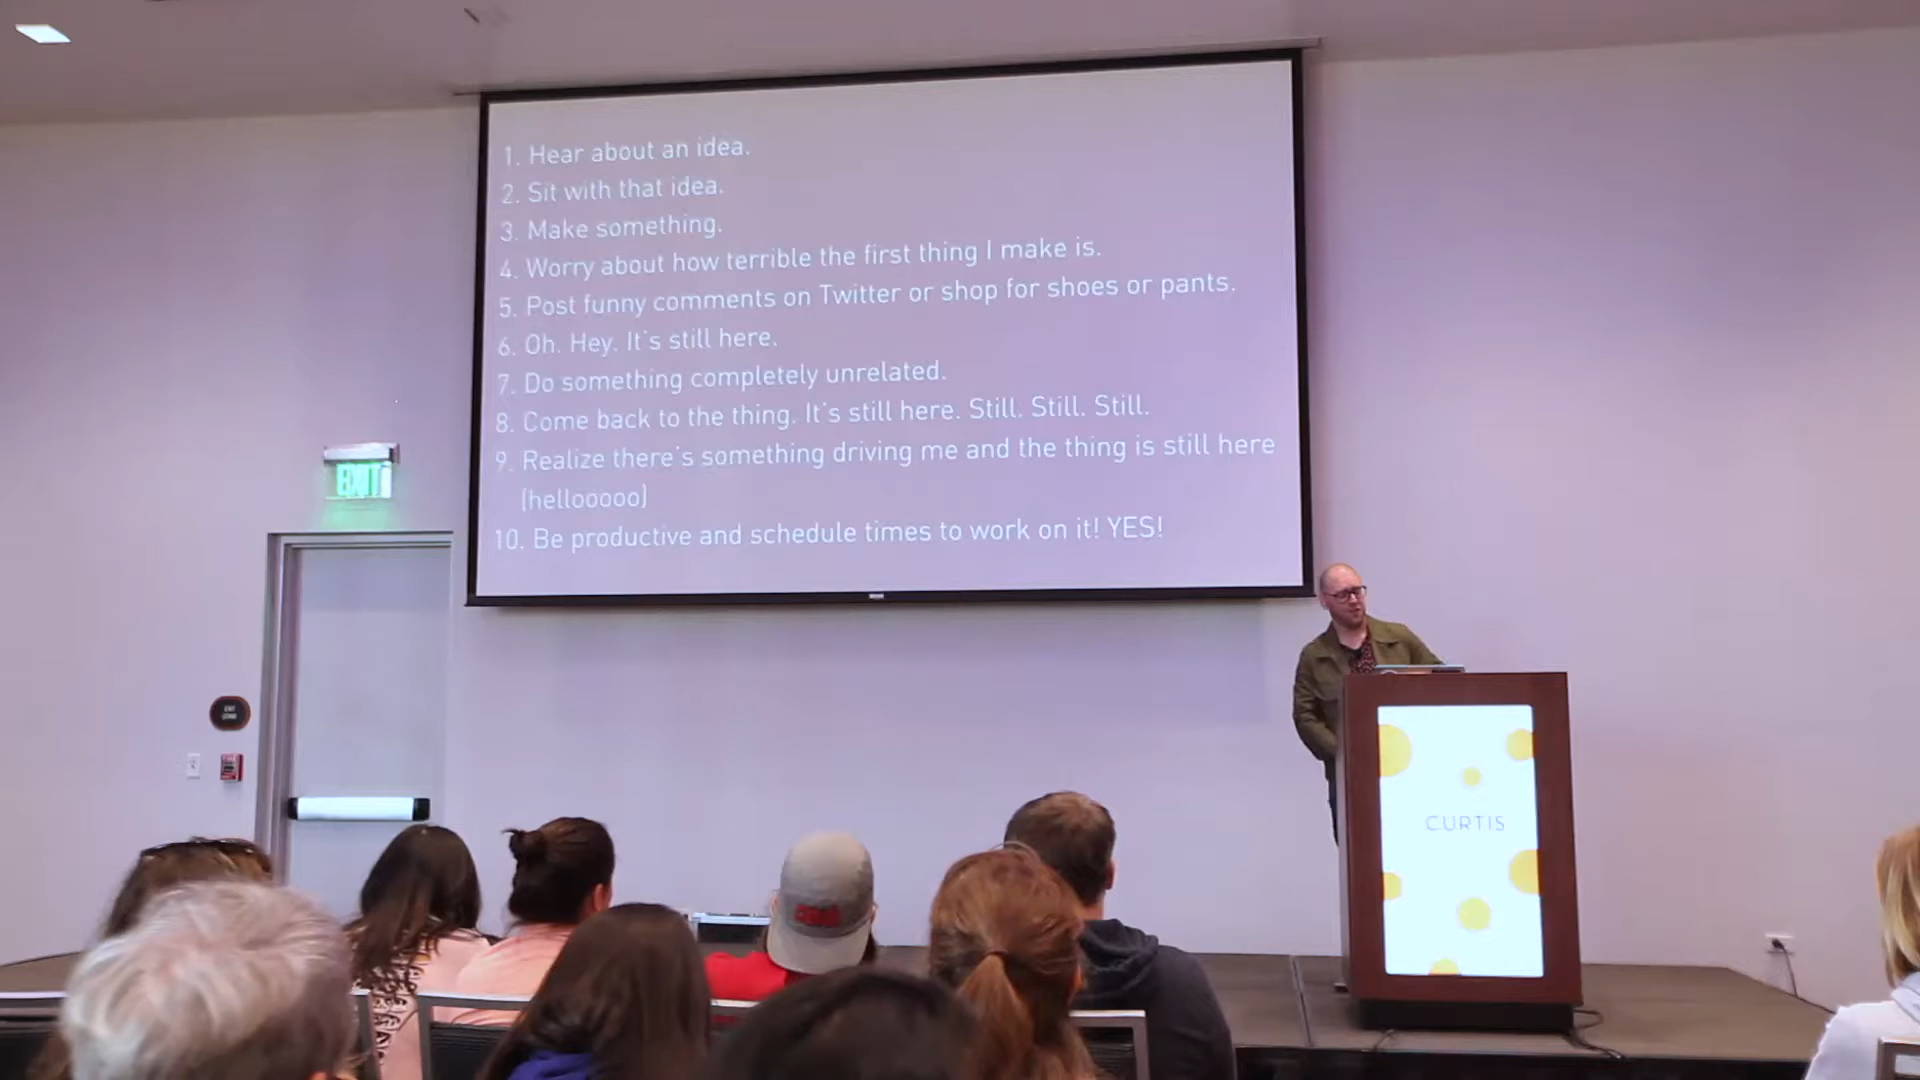 1. Hear about an idea.
2. Sit with that idea.
3. Make something.
4. Worry about how terrible the first thing I make is.
5. Post funny comments on Twitter or shop for shoes or pants.
6. Oh. Hey. It's still here.
7. Do something completely unrelated.
8. Come back to the thing. It's still here. Still. Still. Still.
9. Realize there's something driving me and the thing is still here
(hellooooo)
10. Be productive and schedule times to work on it! YES!
EXIT
CURTIS